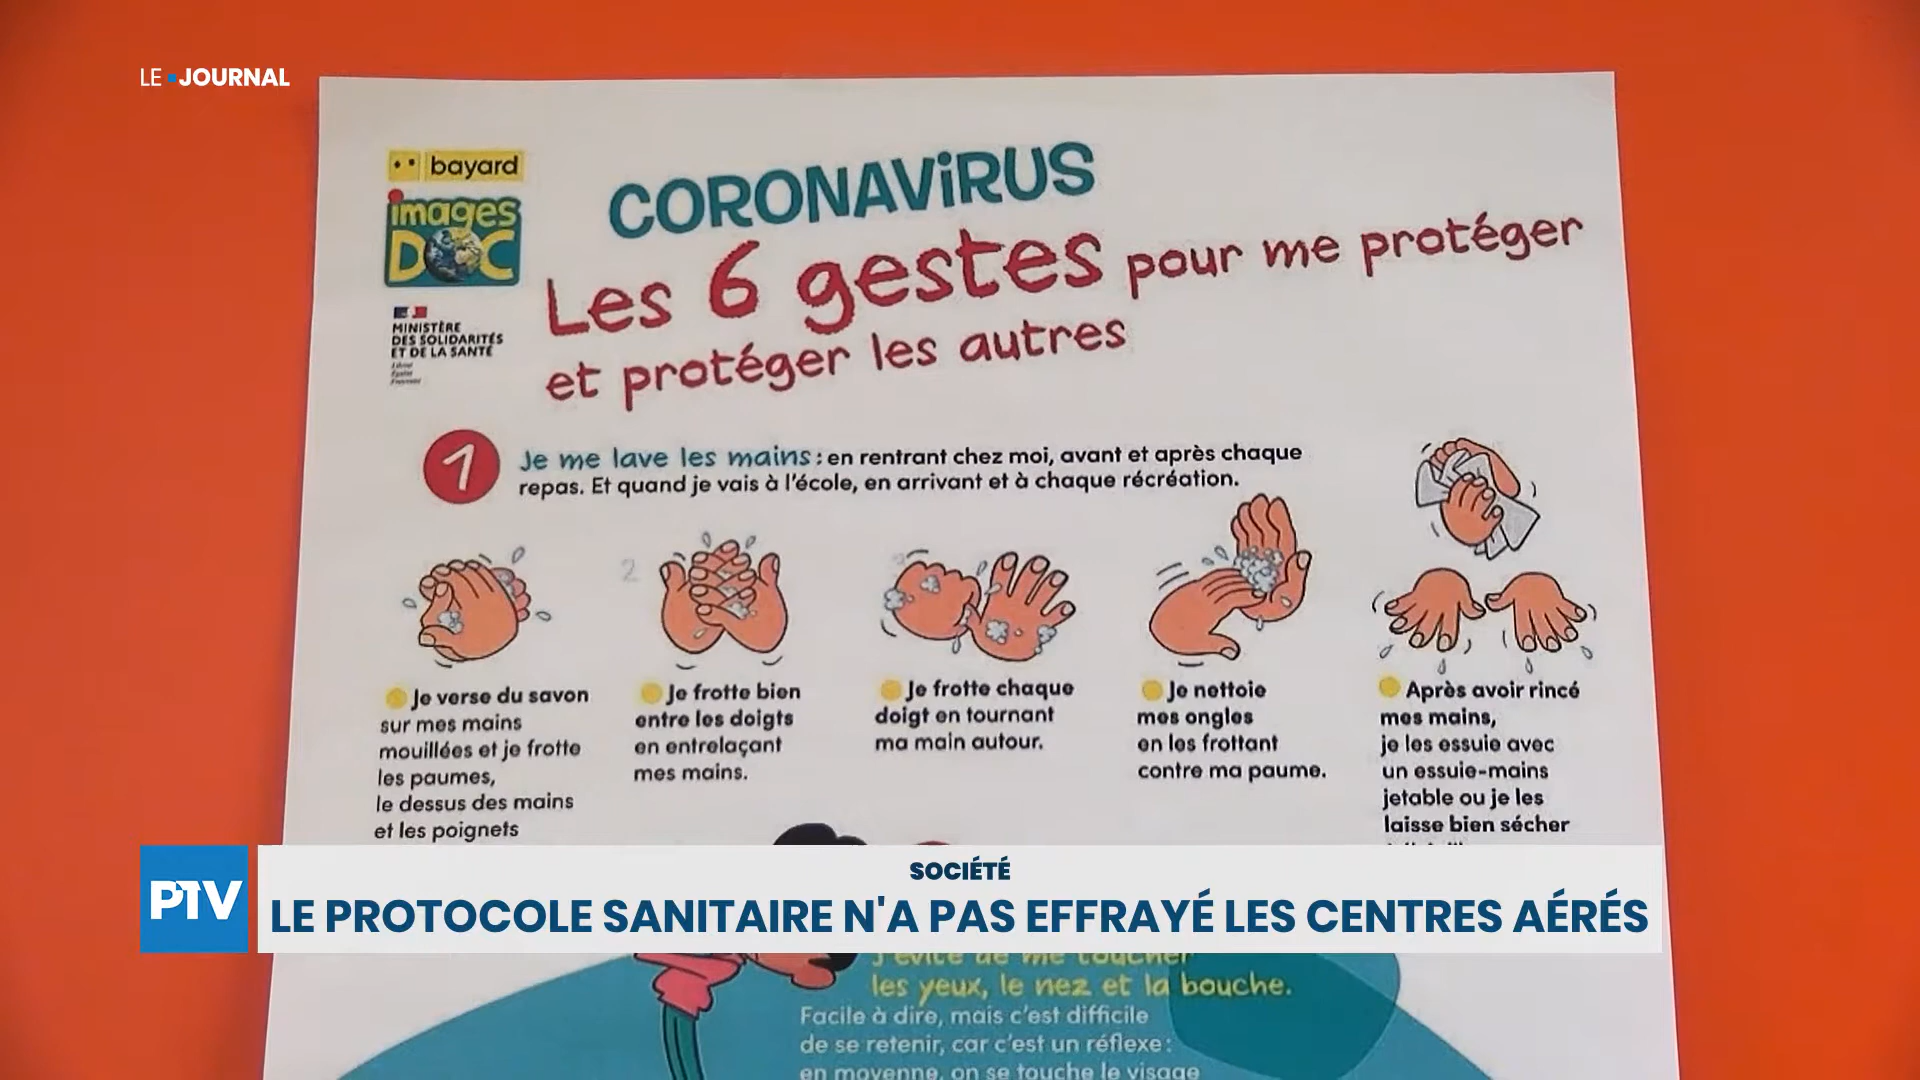 LE JOURNAL
bayard
images
DOC
MINISTÈRE
DES SOLIDARITÉS
ET DE LA SANTÉ
CORONAViRUS
Les 6 gestes pour me protéger
et protéger les autres
1
Je me lave les mains : en rentrant chez moi, avant et après chaque
repas. Et quand je vais à l'école, en arrivant et à chaque récréation.
2
Je verse du savon
sur mes mains
mouillées et je frotte
les paumes,
le dessus des mains
et les poignets
Je frotte bien
entre les doigts
en entrelaçant
mes mains.
Je frotte chaque
doigt en tournant
ma main autour.
Je nettoie
mes ongles
en les frottant
contre ma paume.
Après avoir rincé
mes mains,
je les essuie avec
un essuie-mains
jetable ou je les
laisse bien sécher
PTV
SOCIÉTÉ
LE PROTOCOLE SANITAIRE N'A PAS EFFRAYÉ LES CENTRES AÉRÉS
J'évite de me toucher
les yeux, le nez et la bouche.
Facile à dire, mais c'est difficile
de se retenir, car c'est un réflexe :
en moyenne, on se touche le visage